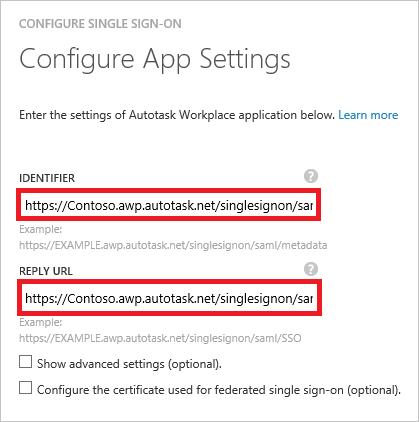 CONFIGURE SINGLE SIGN-ON
Configure App Settings
Enter the settings of Autotask Workplace application below. Learn more
IDENTIFIER ?
https://Contoso.awp.autotask.net/singlesignon/sar
Example:
https://EXAMPLE.awp.autotask.net/singlesignon/saml/metadata
REPLY URL ?
https://Contoso.awp.autotask.net/singlesignon/sar
Example:
https://EXAMPLE.awp.autotask.net/singlesignon/saml/SSO
Show advanced settings (optional).
Configure the certificate used for federated single sign-on (optional).